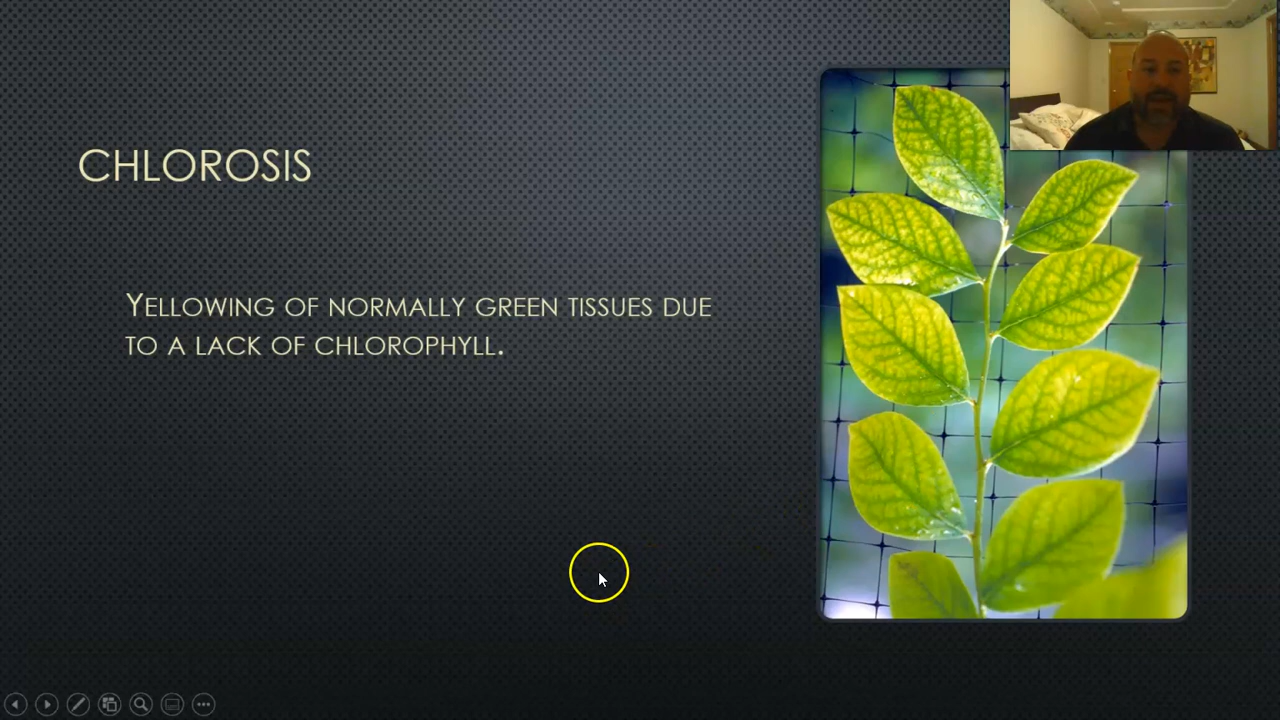 CHLOROSIS
YELLOWING OF NORMALLY GREEN TISSUES DUE
TO A LACK OF CHLOROPHYLL.